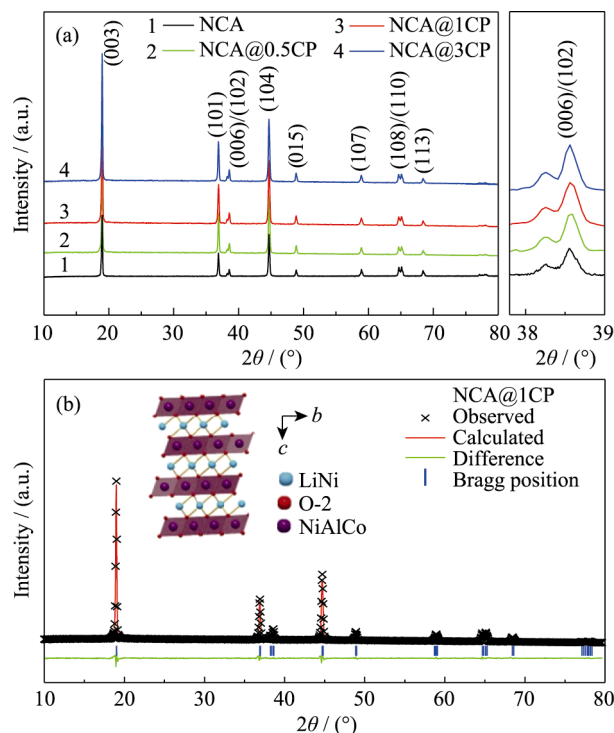 (a)
1 NCA
3 NCA@1CP
2 NCA@0.5CP
4 NCA@3CP
(003)
(101)
(006)/(102)
(104)
(015)
(107)
(108)/(110)
(113)
4
3
2
1
Intensity / (a.u.)
10 20 30 40 50 60 70 80
2θ / (°)
(006)/(102)
38 39
2θ / (°)
(b)
NCA@1CP
× Observed
Calculated
Difference
Bragg position
b
c
LiNi
O-2
NiAlCo
Intensity / (a.u.)
10 20 30 40 50 60 70 80
2θ / (°)